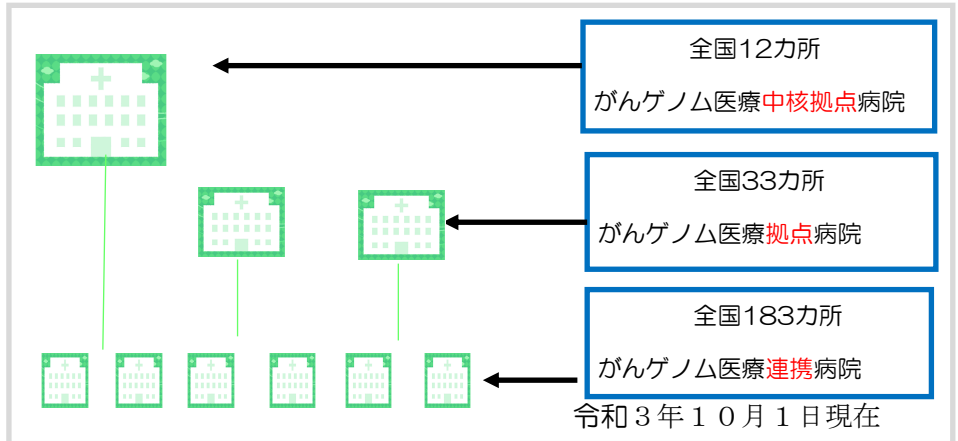 全国12カ所
がんゲノム医療中核拠点病院
全国33カ所
がんゲノム医療拠点病院
全国183カ所
がんゲノム医療連携病院
令和３年１０月１日現在